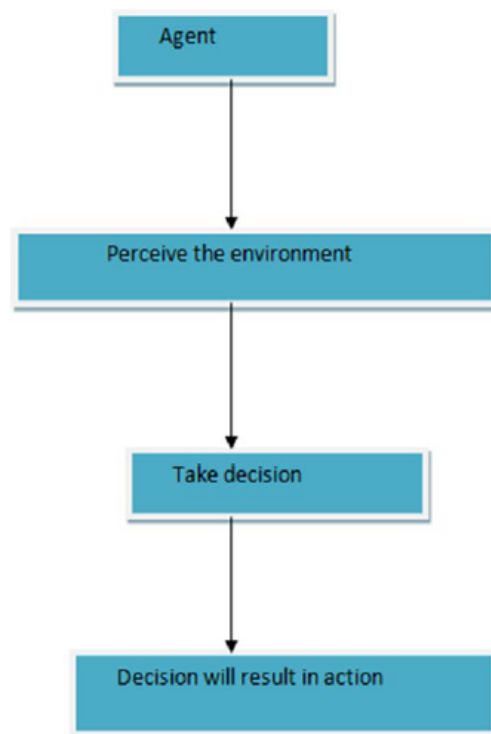 Agent
Perceive the environment
Take decision
Decision will result in action